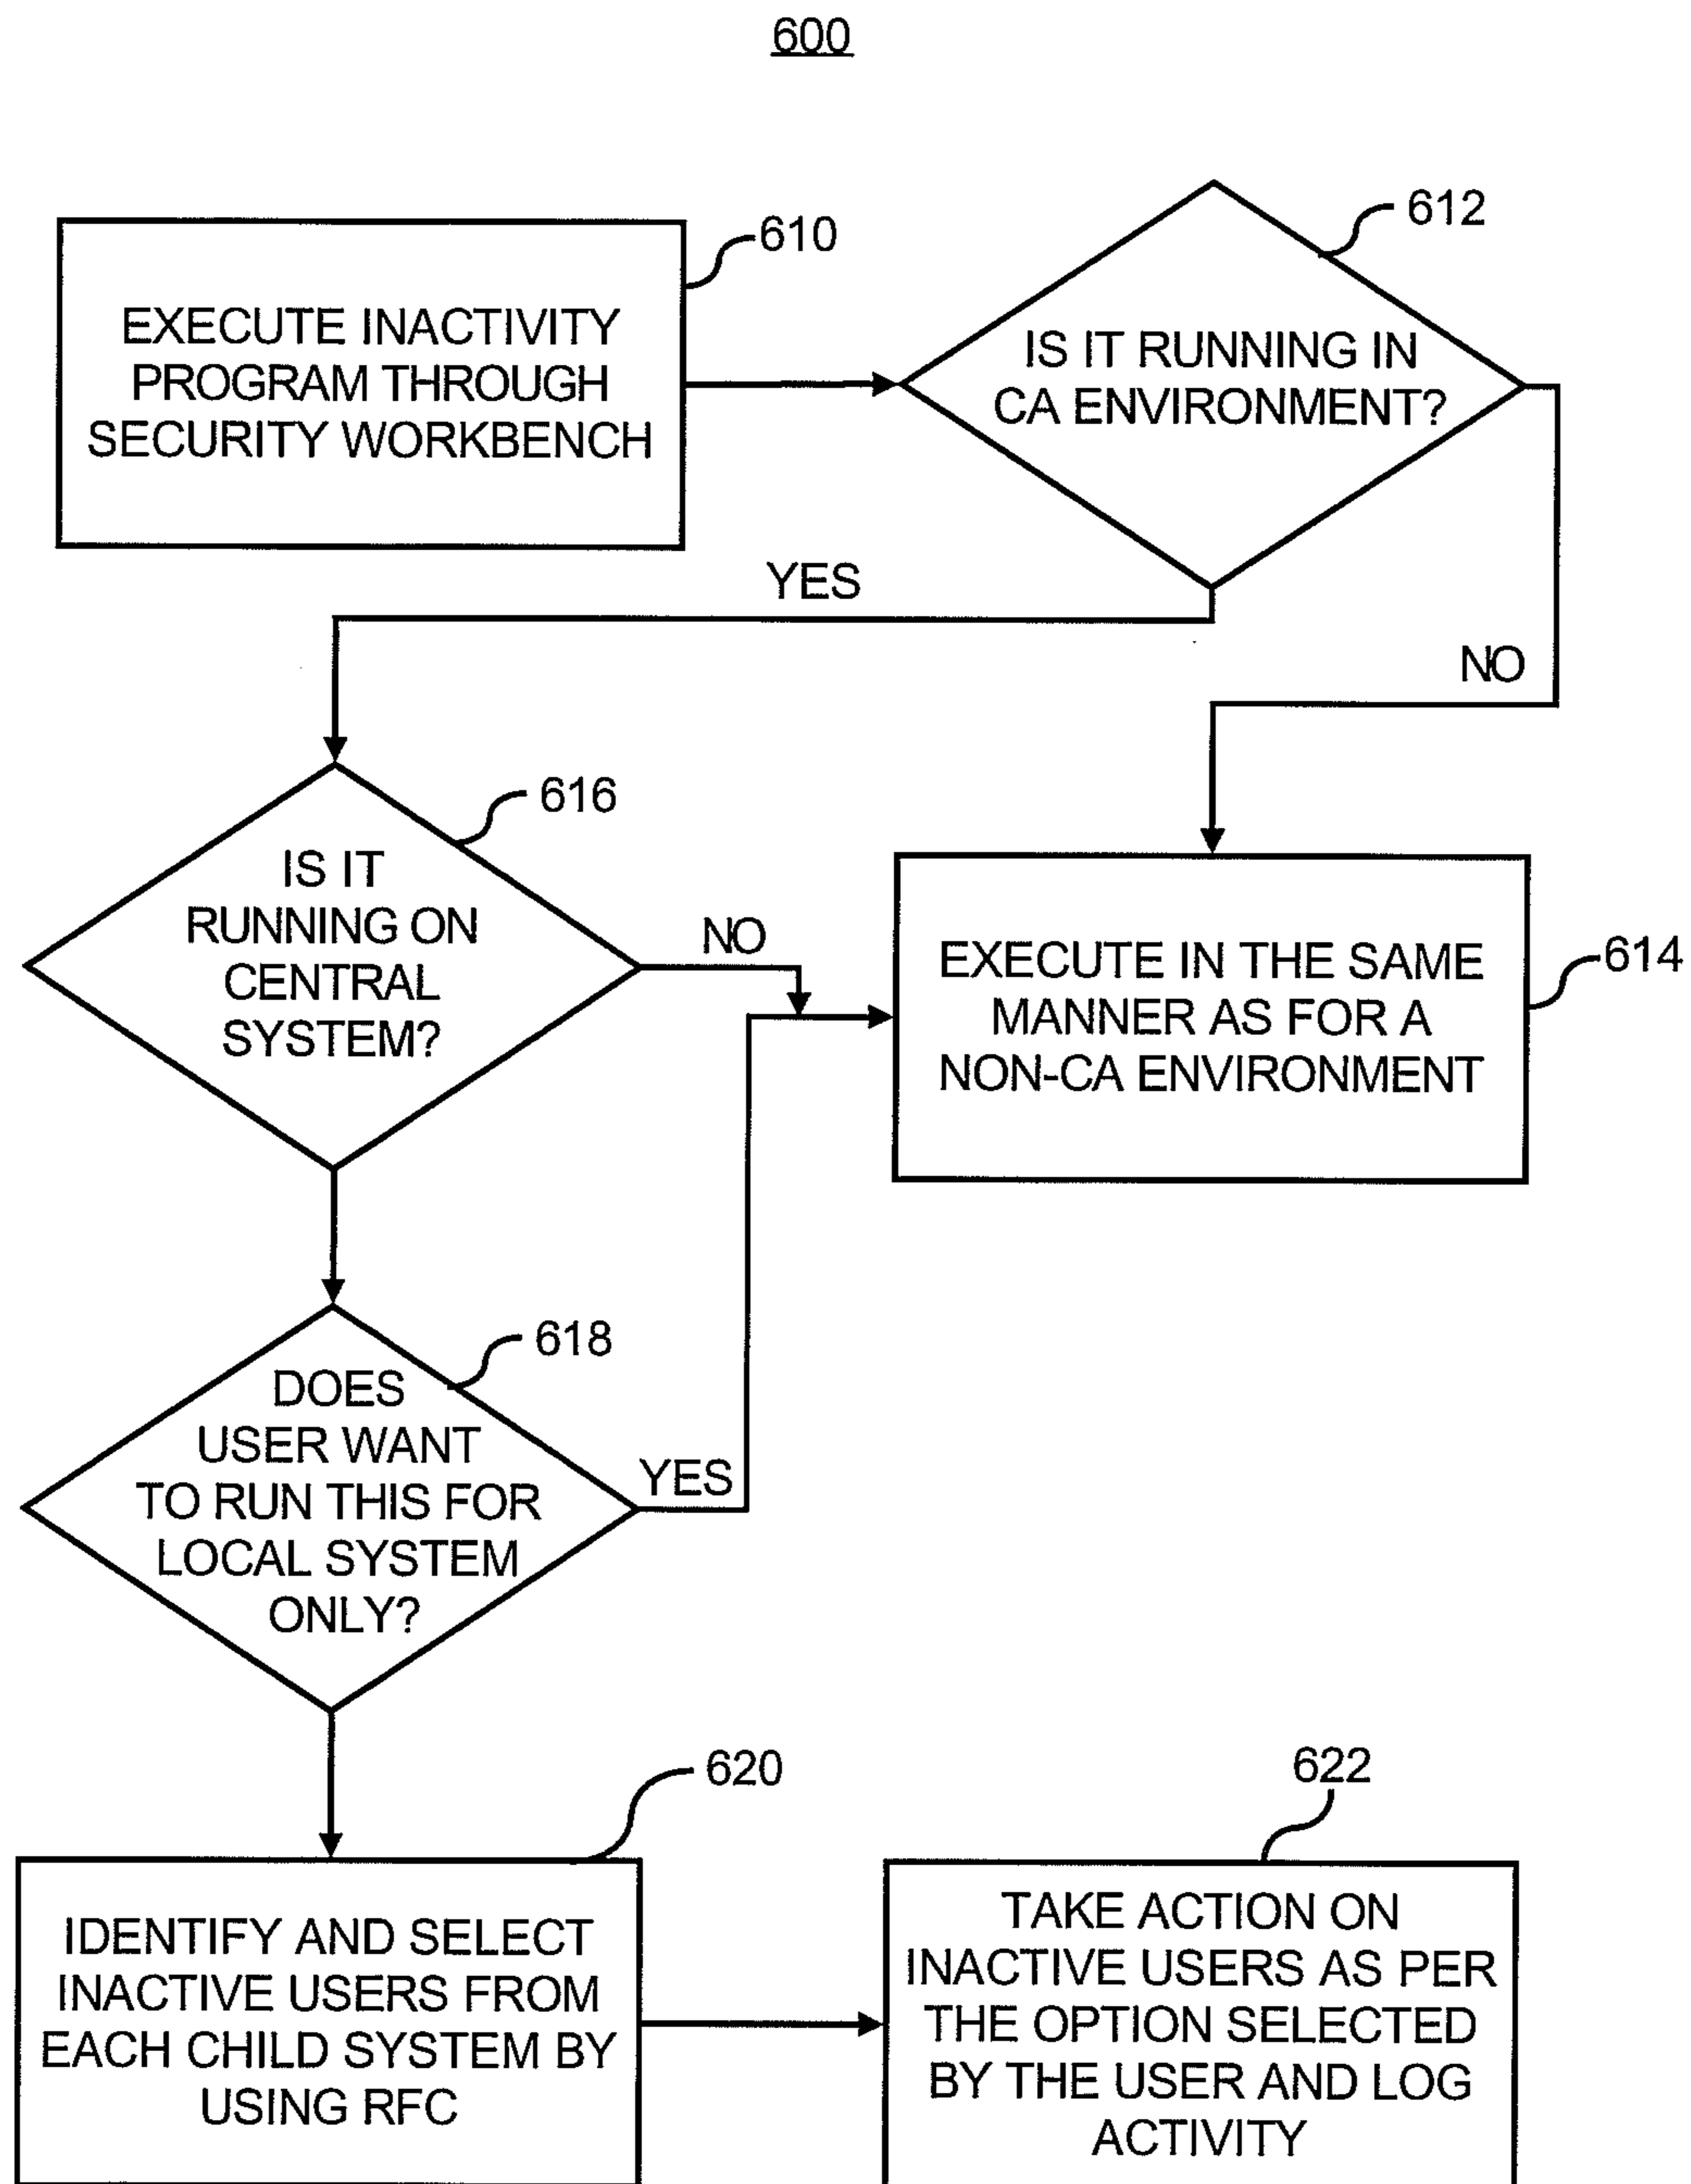 600
610
EXECUTE INACTIVITY
PROGRAM THROUGH
SECURITY WORKBENCH
612
IS IT RUNNING IN
CA ENVIRONMENT?
YES
NO
616
IS IT
RUNNING ON
CENTRAL
SYSTEM?
NO
614
EXECUTE IN THE SAME
MANNER AS FOR A
NON-CA ENVIRONMENT
618
DOES
USER WANT
TO RUN THIS FOR
LOCAL SYSTEM
ONLY?
YES
620
IDENTIFY AND SELECT
INACTIVE USERS FROM
EACH CHILD SYSTEM BY
USING RFC
622
TAKE ACTION ON
INACTIVE USERS AS PER
THE OPTION SELECTED
BY THE USER AND LOG
ACTIVITY